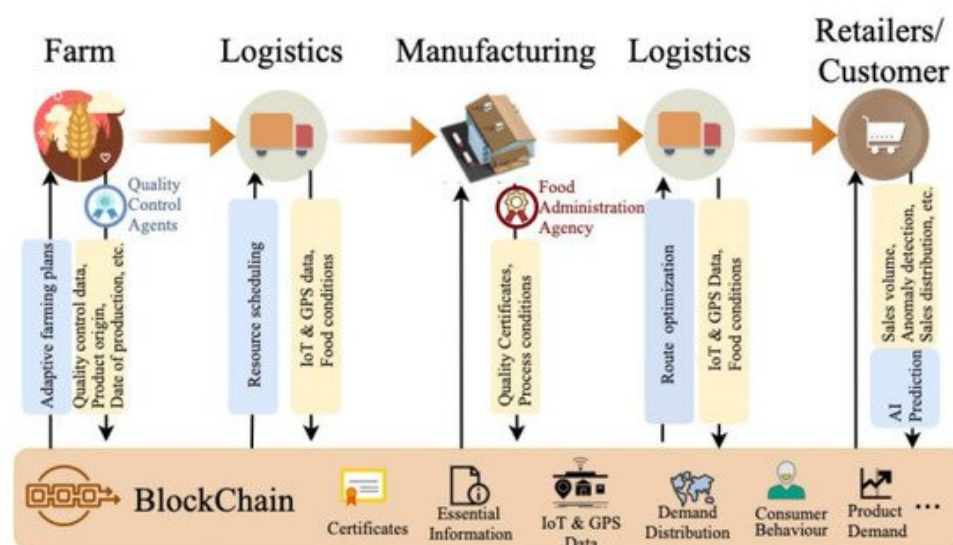 Farm
Logistics
Manufacturing
Logistics
Retailers/
Customer
Quality
Control
Agents
Food
Administration
Agency
Adaptive farming plans
Quality control data,
Product origin,
Date of production, etc.
Resource scheduling
IoT & GPS data,
Food conditions
Quality Certificates,
Process conditions
Route optimization
IoT & GPS Data,
Food conditions
Sales volume,
Anomaly detection,
Sales distribution, etc.
AI
Prediction
BlockChain
Certificates
Essential
Information
IoT & GPS
Data
Demand
Distribution
Consumer
Behaviour
Product
Demand
...